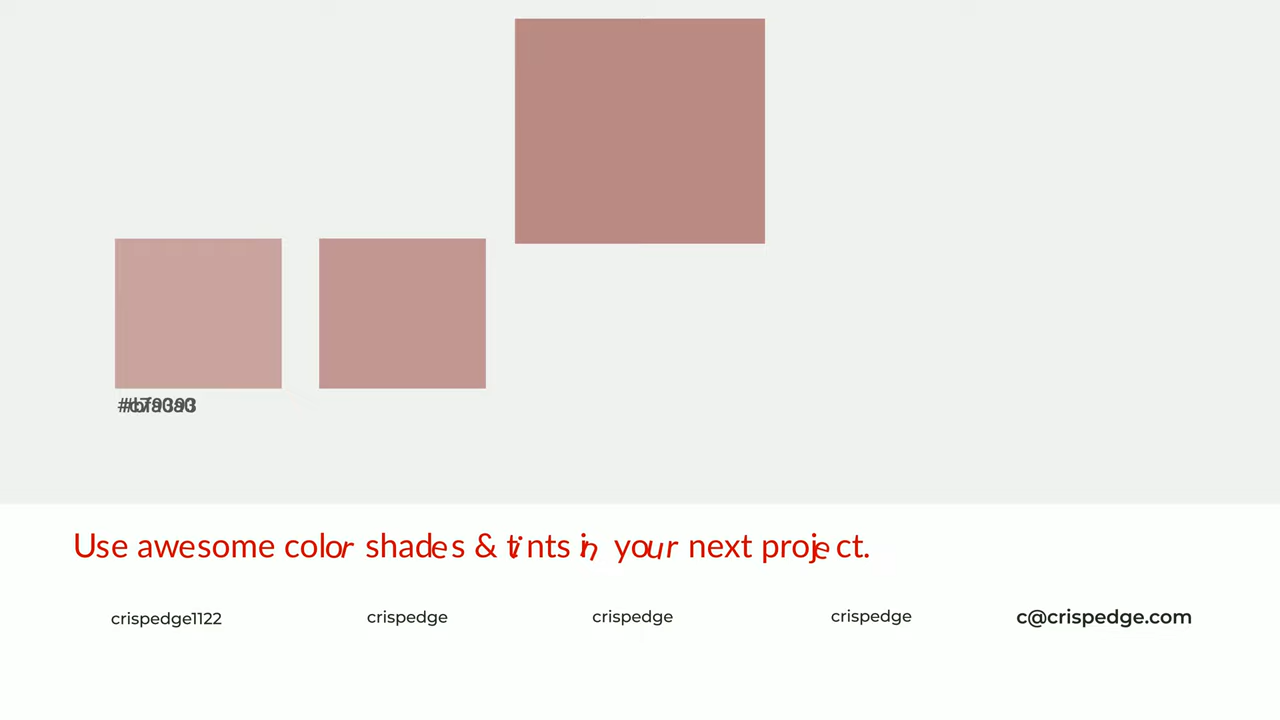 Use awesome color shades & tints in your next project.
crispedge1122 crispedge crispedge crispedge c@crispedge.com